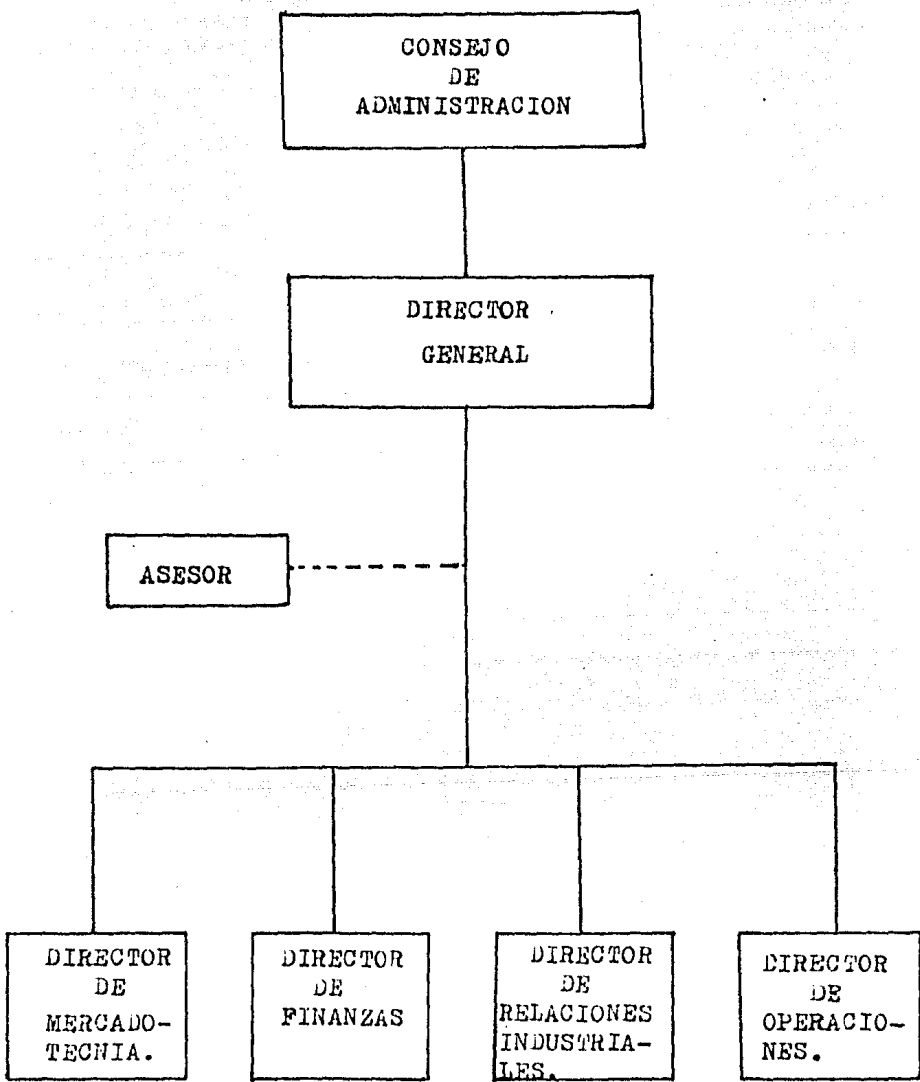 CONSEJO
DE
ADMINISTRACION
DIRECTOR
GENERAL
ASESOR
DIRECTOR
DE
MERCADO-
TECNIA.
DIRECTOR
DE
FINANZAS
DIRECTOR
DE
RELACIONES
INDUSTRIA-
LES.
DIRECTOR
DE
OPERACIO-
NES.